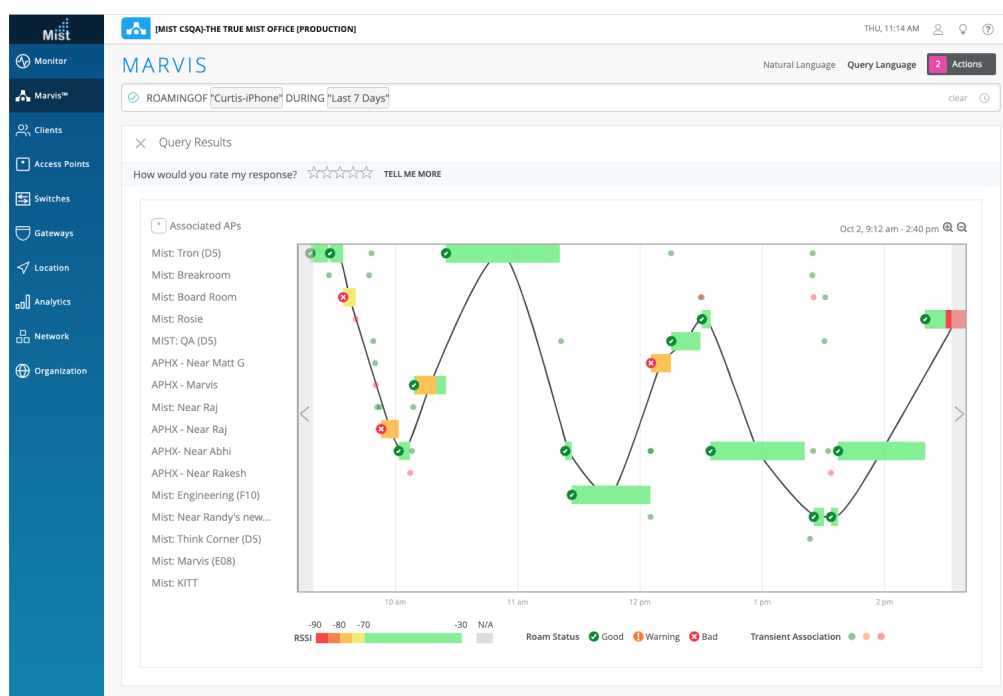 Mist
[MIST CSQA]-THE TRUE MIST OFFICE [PRODUCTION]
THU, 11:14 AM
?
Monitor
Marvis™
Clients
Access Points
Switches
Gateways
Location
Analytics
Network
Organization
MARVIS
Natural Language
Query Language
2 Actions
ROAMINGOF "Curtis-iPhone" DURING "Last 7 Days"
clear
Query Results
How would you rate my response?
TELL ME MORE
Associated APs
Oct 2, 9:12 am - 2:40 pm
Mist: Tron (D5)
Mist: Breakroom
Mist: Board Room
Mist: Rosie
MIST: QA (D5)
APHX - Near Matt G
APHX - Marvis
Mist: Near Raj
APHX - Near Raj
APHX- Near Abhi
APHX - Near Rakesh
Mist: Engineering (F10)
Mist: Near Randy's new...
Mist: Think Corner (D5)
Mist: Marvis (E08)
Mist: KITT
10 am 11 am 12 pm 1 pm 2 pm
-90 -80 -70 -30 N/A
RSSI
Roam Status Good Warning Bad
Transient Association